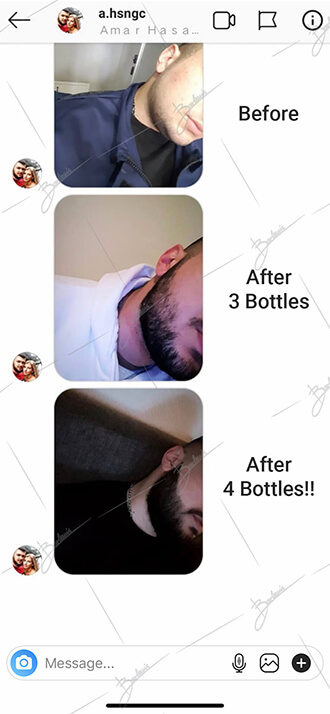 a.hsngc
Amar Hasa...
Before
After
3 Bottles
After
4 Bottles!!
Message...